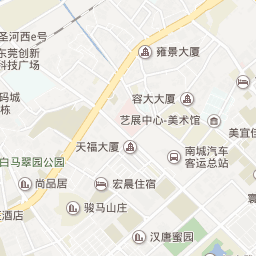 圣河西e号
东莞创新
科技广场
雍景大厦
码城
栋
容大大厦
艺展中心-美术馆
美宜佳
天福大厦
南城汽车
客运总站
白马翠园公园
尚品居
宏晨住宿
寰
骏马山庄
庄酒店
汉唐蜜园